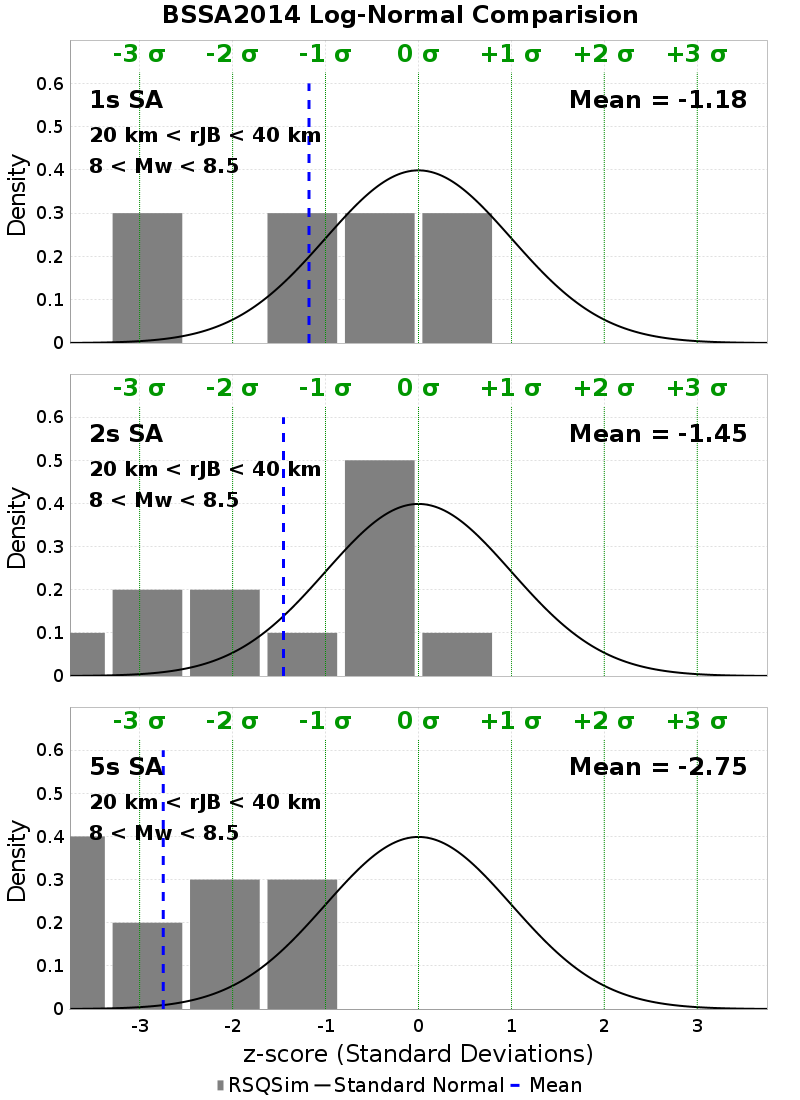 BSSA2014 Log-Normal Comparision
-3 σ -2 σ -1 σ 0 σ +1 σ +2 σ +3 σ
0.6
1s SA Mean = -1.18
0.5
20 km < rJB < 40 km
8 < Mw < 8.5
0.4
Density
0.3
0.2
0.1
0
-3 σ -2 σ -1 σ 0 σ +1 σ +2 σ +3 σ
0.6
2s SA Mean = -1.45
0.5
20 km < rJB < 40 km
8 < Mw < 8.5
0.4
Density
0.3
0.2
0.1
0
-3 σ -2 σ -1 σ 0 σ +1 σ +2 σ +3 σ
0.6
5s SA Mean = -2.75
0.5
20 km < rJB < 40 km
8 < Mw < 8.5
0.4
Density
0.3
0.2
0.1
0
-3 -2 -1 0 1 2 3
z-score (Standard Deviations)
RSQSim Standard Normal Mean